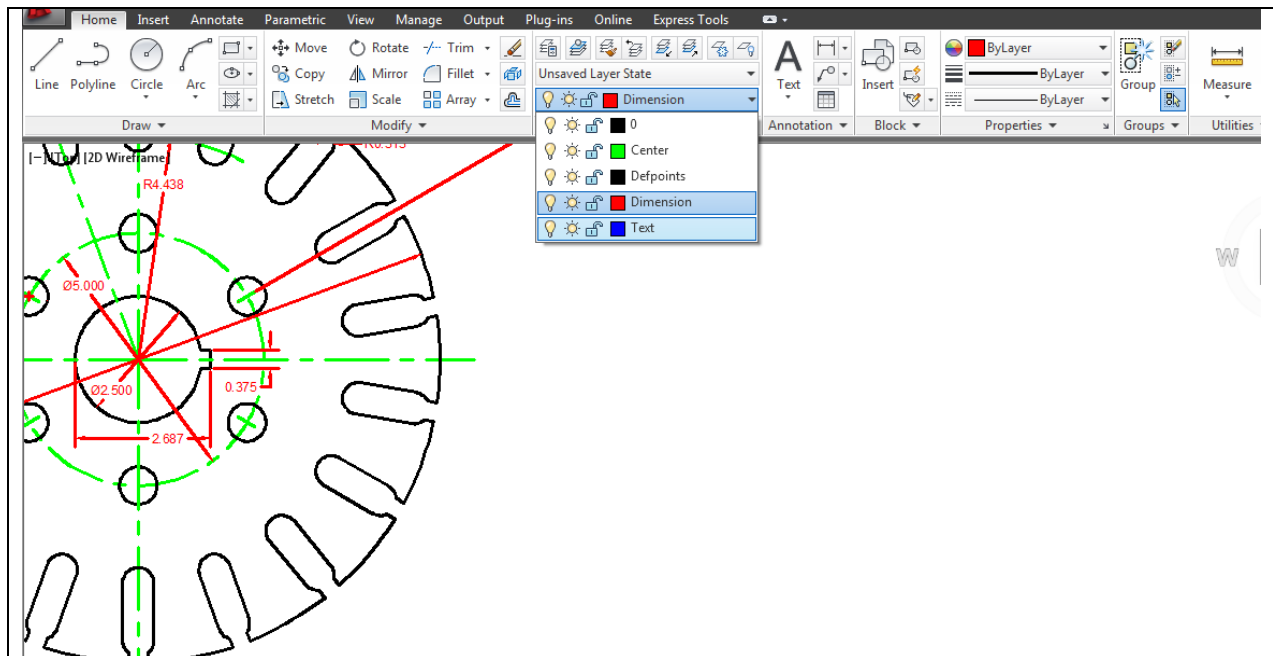 Home Insert Annotate Parametric View Manage Output Plug-ins Online Express Tools
Move Rotate Trim
Unsaved Layer State
ByLayer
Line Polyline Circle Arc
Copy Mirror Fillet
Text
Insert
ByLayer
Group
Measure
Stretch Scale Array
Dimension
ByLayer
Draw Modify
Annotation Block Properties Groups Utilities
0
Center
Defpoints
Dimension
Text
[−] [Top] [2D Wireframe]
R0.313
R4.438
Ø5.000
Ø2.500
0.375
2.687
W